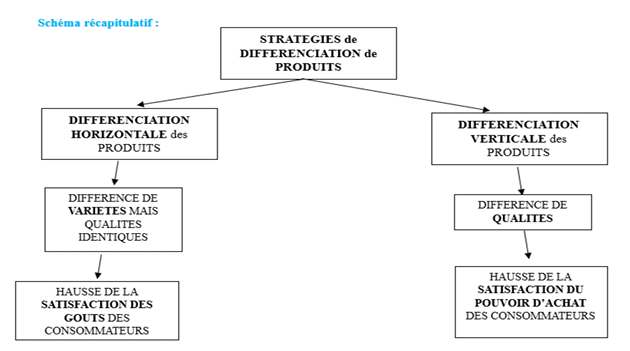 Schéma récapitulatif :
STRATEGIES de
DIFFERENCIATION de
PRODUITS
DIFFERENCIATION
HORIZONTALE des
PRODUITS
DIFFERENCIATION
VERTICALE des
PRODUITS
DIFFERENCE DE
VARIETES MAIS
QUALITES
IDENTIQUES
DIFFERENCE DE
QUALITES
HAUSSE DE LA
SATISFACTION DES
GOUTS DES
CONSOMMATEURS
HAUSSE DE LA
SATISFACTION DU
POUVOIR D’ACHAT
DES CONSOMMATEURS